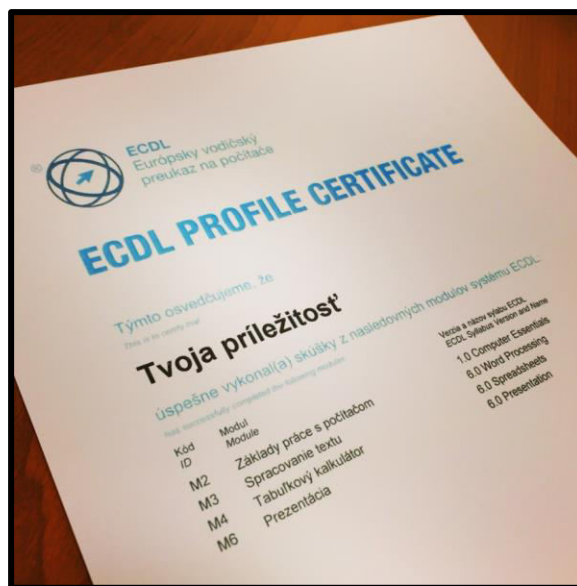 ®
ECDL
Európsky vodičský
preukaz na počítače
ECDL PROFILE CERTIFICATE
Týmto osvedčujeme, že
This is to certify that
Tvoja príležitosť
úspešne vykonal(a) skúšky z nasledovných modulov systému ECDL:
has successfully completed the following modules
Kód Modul Verzia a názov sylabu ECDL
ID Module ECDL Syllabus Version and Name
M2 Základy práce s počítačom 1.0 Computer Essentials
M3 Spracovanie textu 6.0 Word Processing
M4 Tabuľkový kalkulátor 6.0 Spreadsheets
M6 Prezentácia 6.0 Presentation